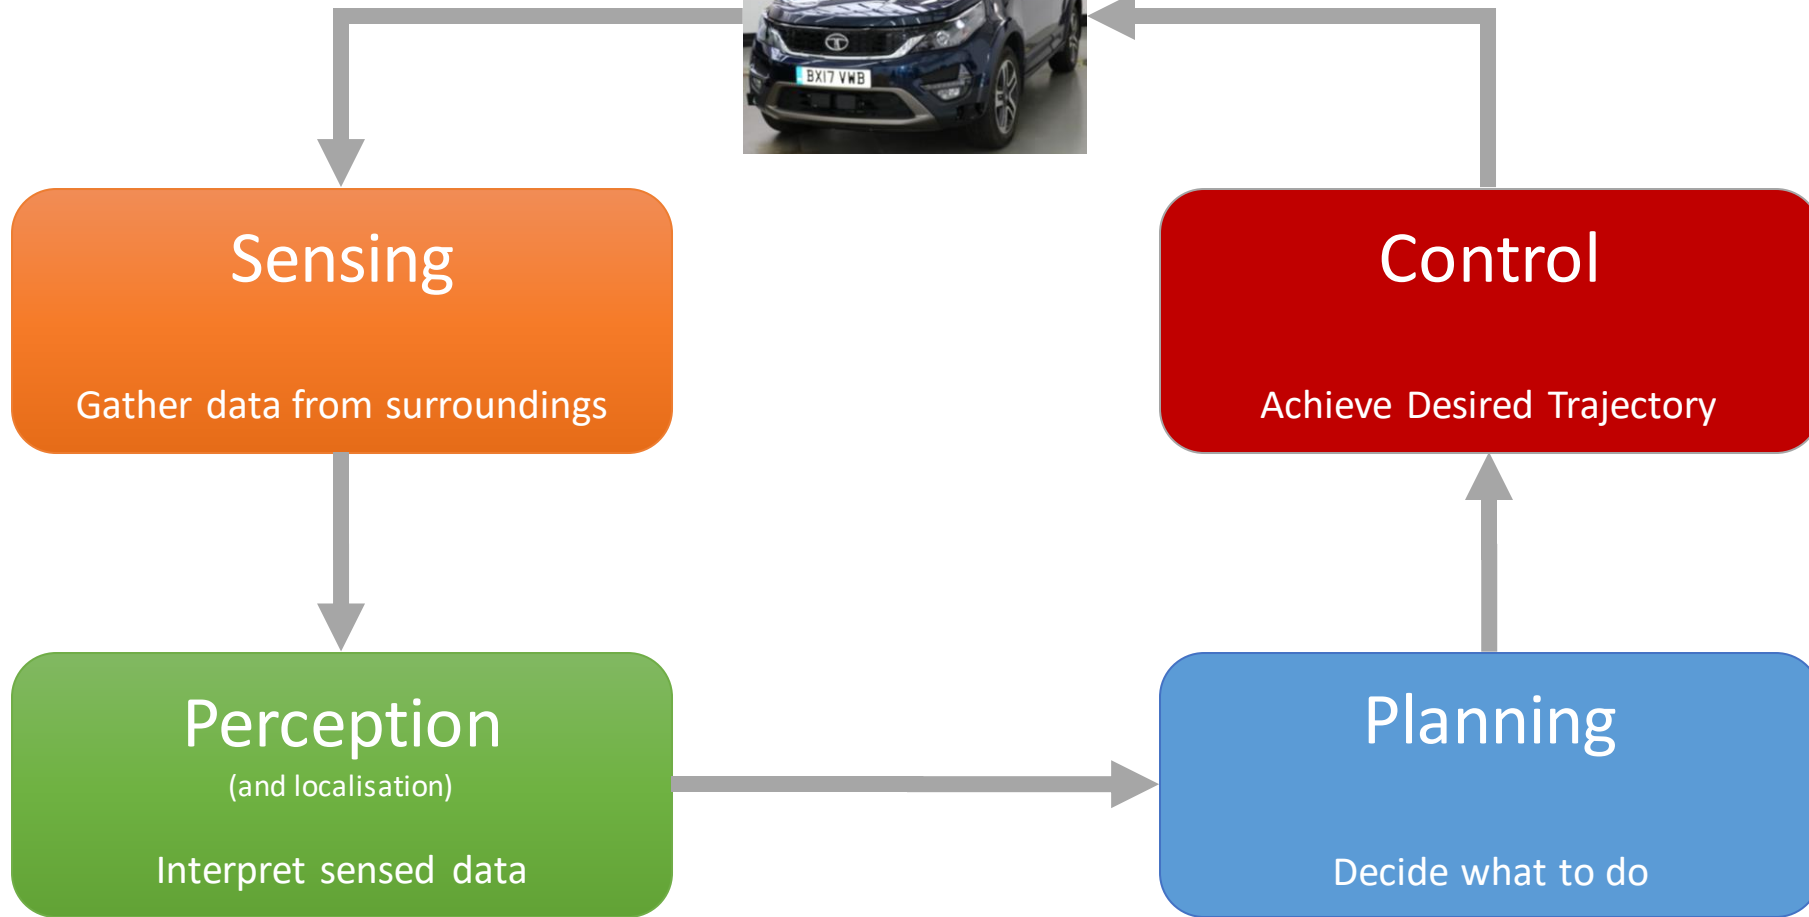 BX17 VWB
Sensing
Gather data from surroundings
Control
Achieve Desired Trajectory
Perception
(and localisation)
Interpret sensed data
Planning
Decide what to do